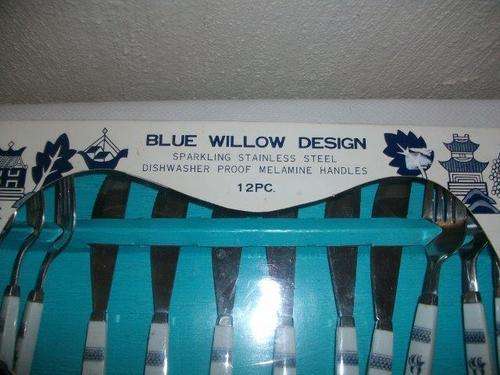 BLUE WILLOW DESIGN
SPARKLING STAINLESS STEEL
DISHWASHER PROOF MELAMINE HANDLES
12PC.